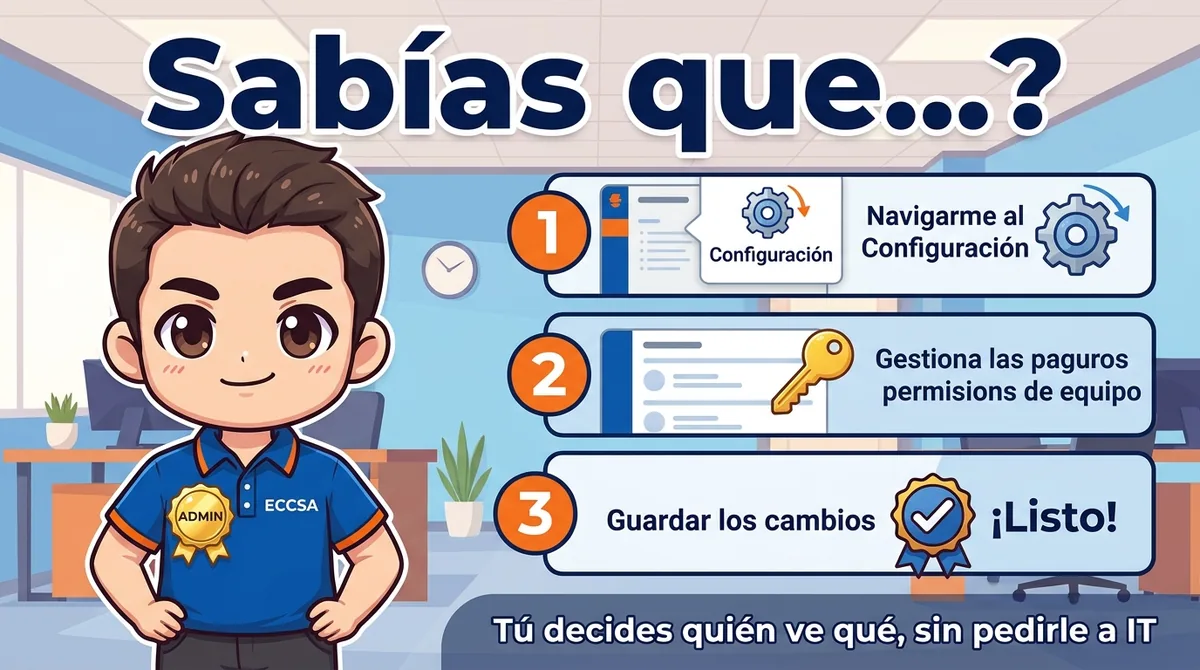 Sabías que...?
1
Configuración
Navigarme al
Configuración
2
Gestiona las paguros
permisions de equipo
3
Guardar los cambios
¡Listo!
ADMIN
ECCSA
Tú decides quién ve qué, sin pedirle a IT